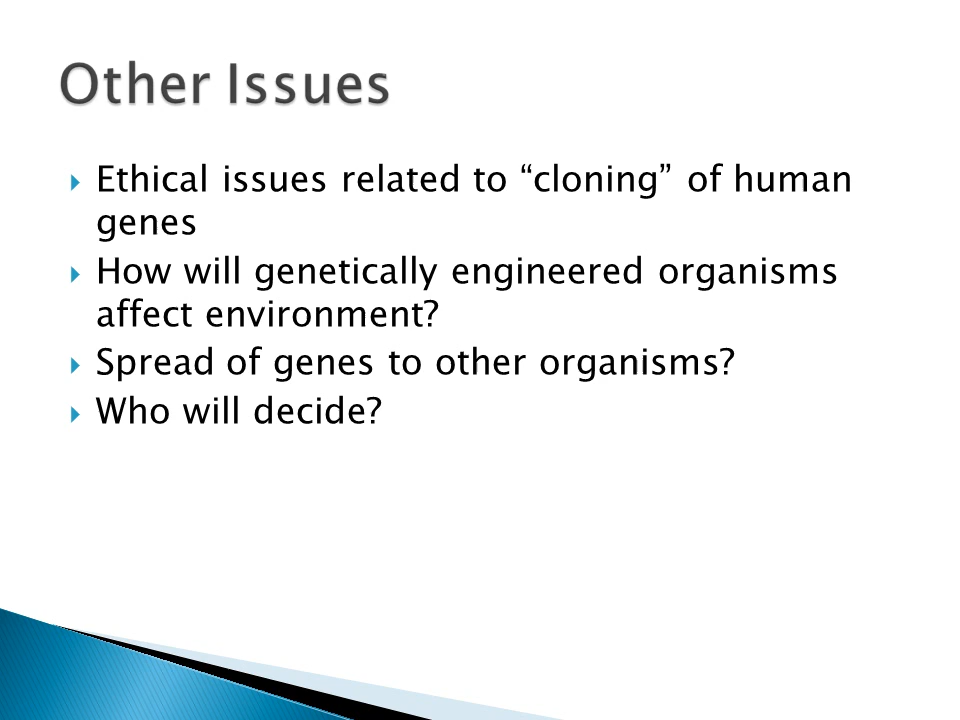 Other Issues
Ethical issues related to “cloning” of human
genes
How will genetically engineered organisms
affect environment?
Spread of genes to other organisms?
Who will decide?